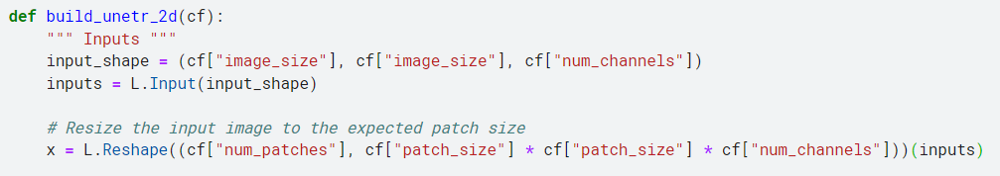 def build_unetr_2d(cf):
    """ Inputs """
    input_shape = (cf["image_size"], cf["image_size"], cf["num_channels"])
    inputs = L.Input(input_shape)

    # Resize the input image to the expected patch size
    x = L.Reshape((cf["num_patches"], cf["patch_size"] * cf["patch_size"] * cf["num_channels"]))(inputs)